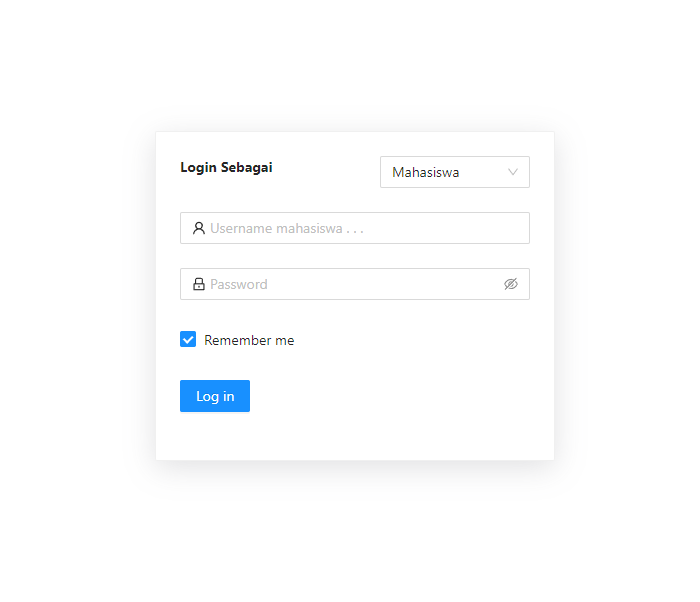 Login Sebagai
Mahasiswa
Username mahasiswa . . .
Password
Remember me
Log in